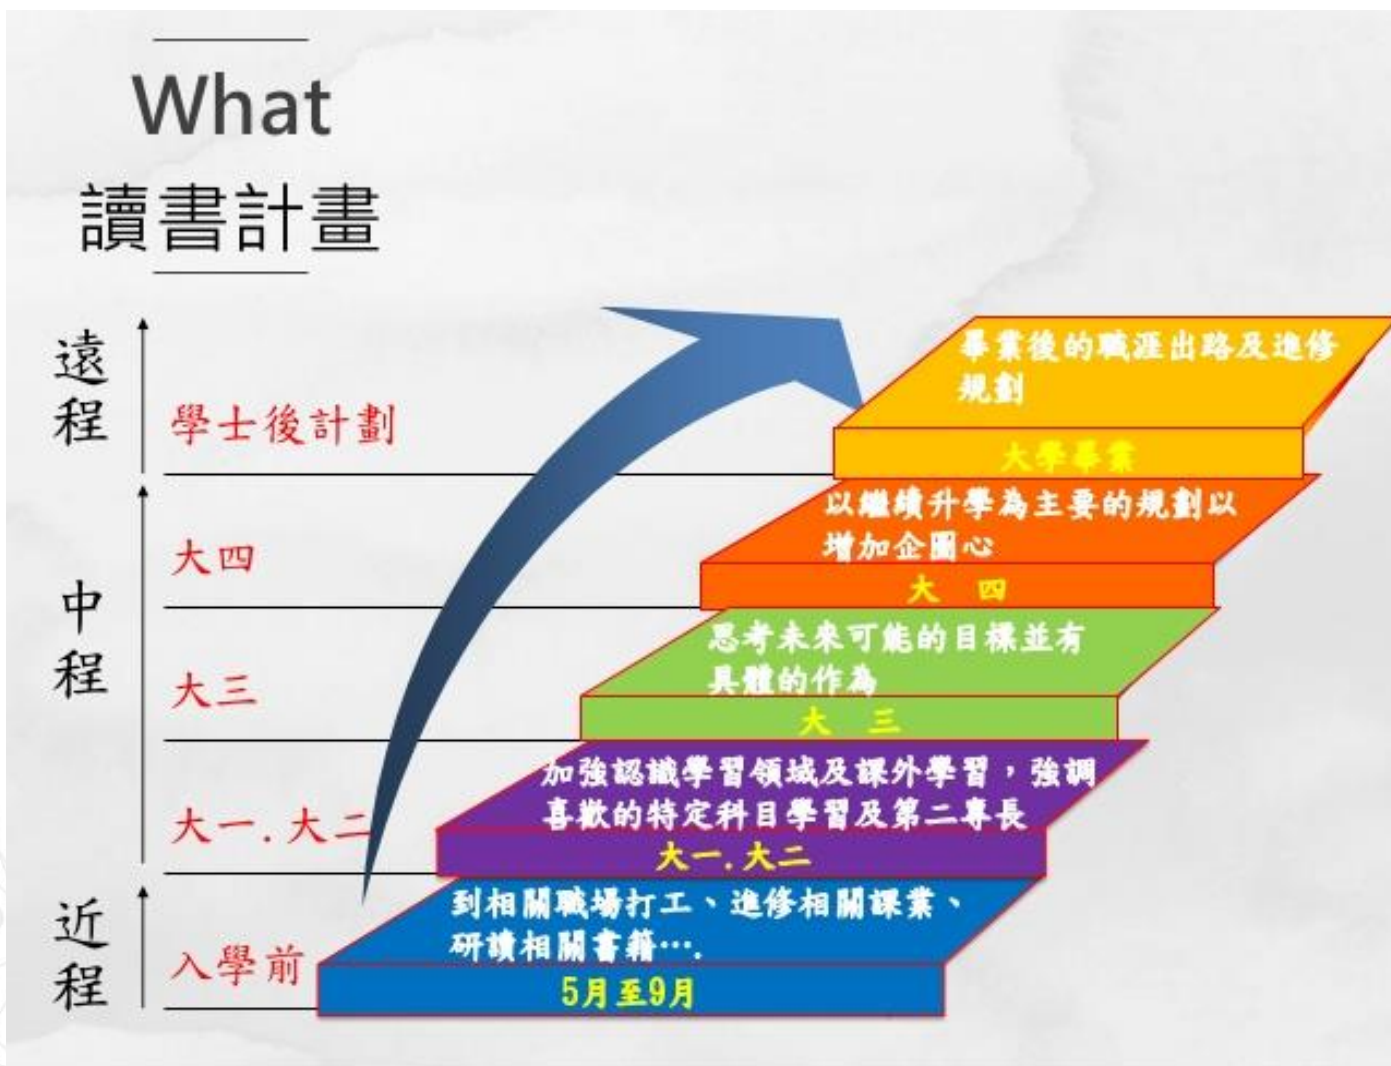 What
讀書計畫
遠程
學士後計劃
畢業後的職涯出路及進修
規劃
大學畢業
中程
大四
以繼續升學為主要的規劃以
增加企圖心
大 四
大三
思考未來可能的目標並有
具體的作為
大 三
大一.大二
加強認識學習領域及課外學習，強調
喜歡的特定科目學習及第二專長
大一.大二
近程
入學前
到相關職場打工、進修相關課業、
研讀相關書籍….
5月至9月